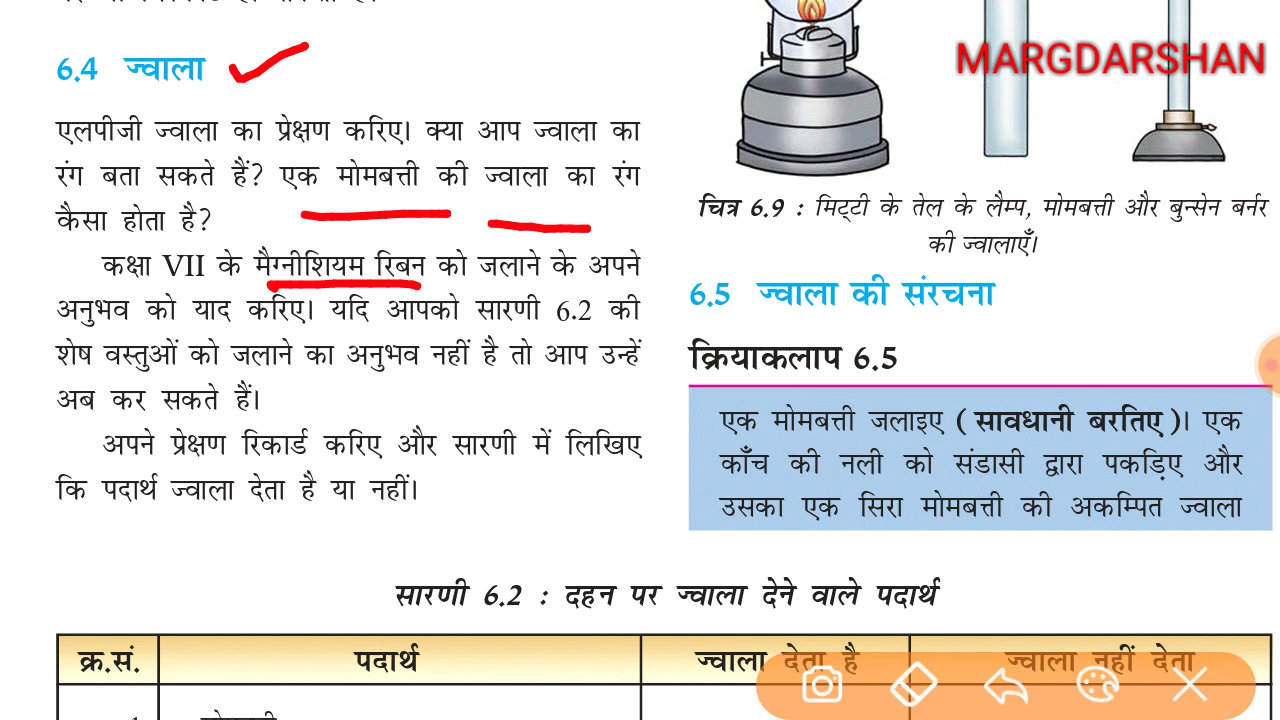 6.4 ज्वाला
एलपीजी ज्वाला का प्रेक्षण करिए। क्या आप ज्वाला का
रंग बता सकते हैं? एक मोमबत्ती की ज्वाला का रंग
कैसा होता है?
कक्षा VII के मैग्नीशियम रिबन को जलाने के अपने
अनुभव को याद करिए। यदि आपको सारणी 6.2 की
शेष वस्तुओं को जलाने का अनुभव नहीं है तो आप उन्हें
अब कर सकते हैं।
अपने प्रेक्षण रिकार्ड करिए और सारणी में लिखिए
कि पदार्थ ज्वाला देता है या नहीं।
MARGDARSHAN
चित्र 6.9 : मिट्टी के तेल के लैम्प, मोमबत्ती और बुन्सेन बर्नर
की ज्वालाएँ।
6.5 ज्वाला की संरचना
क्रियाकलाप 6.5
एक मोमबत्ती जलाइए (सावधानी बरतिए)। एक
काँच की नली को संडासी द्वारा पकड़िए और
उसका एक सिरा मोमबत्ती की अकम्पित ज्वाला
सारणी 6.2 : दहन पर ज्वाला देने वाले पदार्थ
क्र.सं. पदार्थ ज्वाला देता है ज्वाला नहीं देता